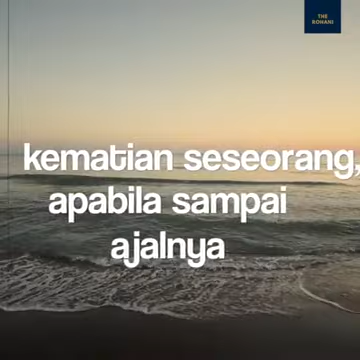 THE
ROHANI
kematian seseorang,
apabila sampai
ajalnya